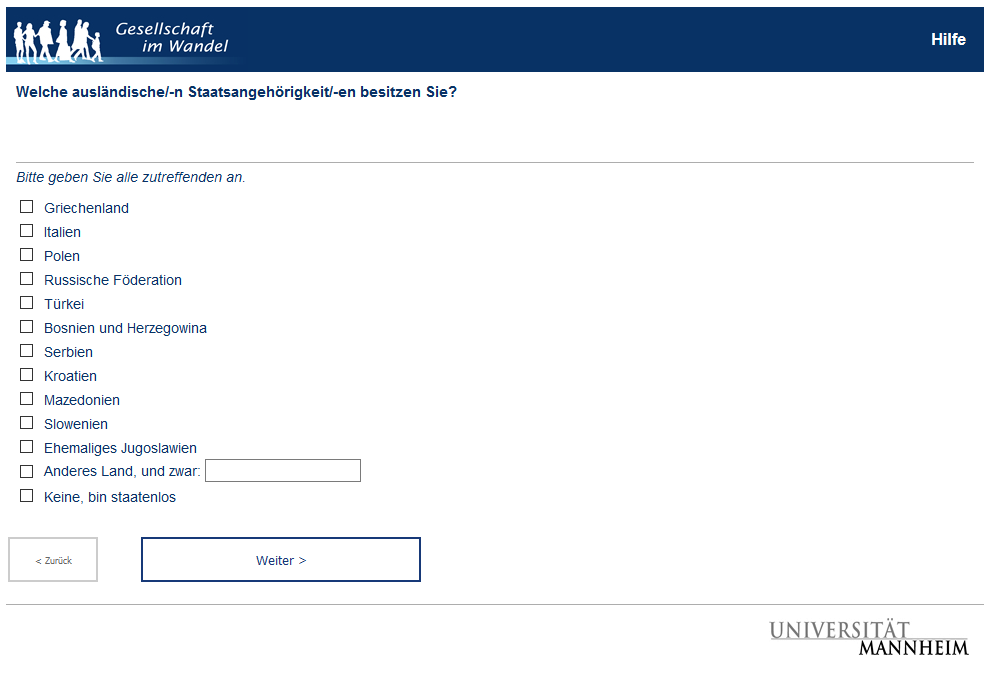 Gesellschaft
im Wandel
Hilfe
Welche ausländische/-n Staatsangehörigkeit/-en besitzen Sie?
Bitte geben Sie alle zutreffenden an.
Griechenland
Italien
Polen
Russische Föderation
Türkei
Bosnien und Herzegowina
Serbien
Kroatien
Mazedonien
Slowenien
Ehemaliges Jugoslawien
Anderes Land, und zwar:
Keine, bin staatenlos
< Zurück
Weiter >
UNIVERSITÄT
MANNHEIM